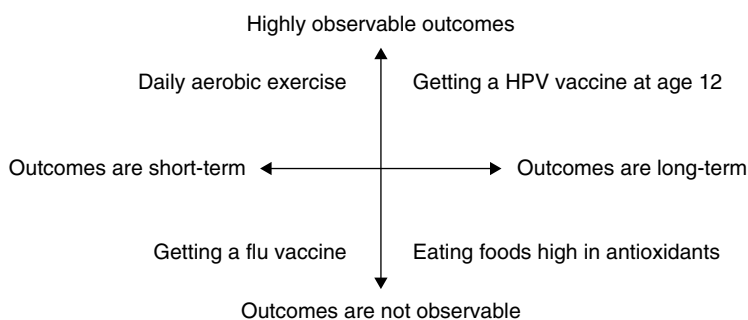 Highly observable outcomes
Daily aerobic exercise
Getting a HPV vaccine at age 12
Outcomes are short-term
Outcomes are long-term
Getting a flu vaccine
Eating foods high in antioxidants
Outcomes are not observable